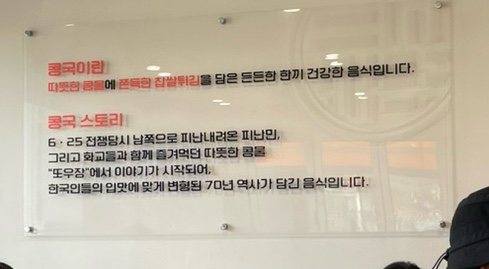 콩국이란
따뜻한 콩물에 쫀득한 찹쌀튀김을 담은 든든한 한끼 건강한 음식입니다.
콩국 스토리
6 · 25 전쟁당시 남쪽으로 피난내려온 피난민,
그리고 화교들과 함께 즐겨먹던 따뜻한 콩물
"또우장"에서 이야기가 시작되어,
한국인들의 입맛에 맞게 변형된 70년 역사가 담긴 음식입니다.